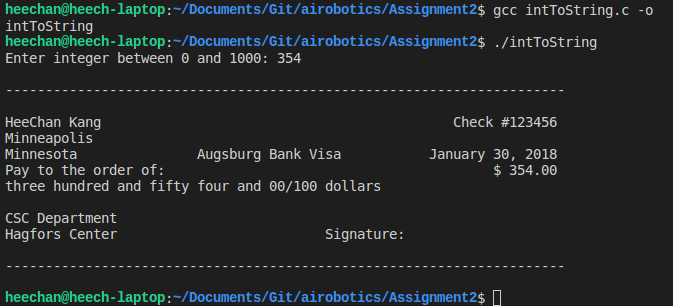 heechan@heech-laptop:~/Documents/Git/airobotics/Assignment2$ gcc intToString.c -o
intToString
heechan@heech-laptop:~/Documents/Git/airobotics/Assignment2$ ./intToString
Enter integer between 0 and 1000: 354
----------------------------------------------------------------------
HeeChan Kang                                            Check #123456
Minneapolis
Minnesota               Augsburg Bank Visa           January 30, 2018
Pay to the order of:                                         $ 354.00
three hundred and fifty four and 00/100 dollars
CSC Department
Hagfors Center                          Signature:
----------------------------------------------------------------------
heechan@heech-laptop:~/Documents/Git/airobotics/Assignment2$